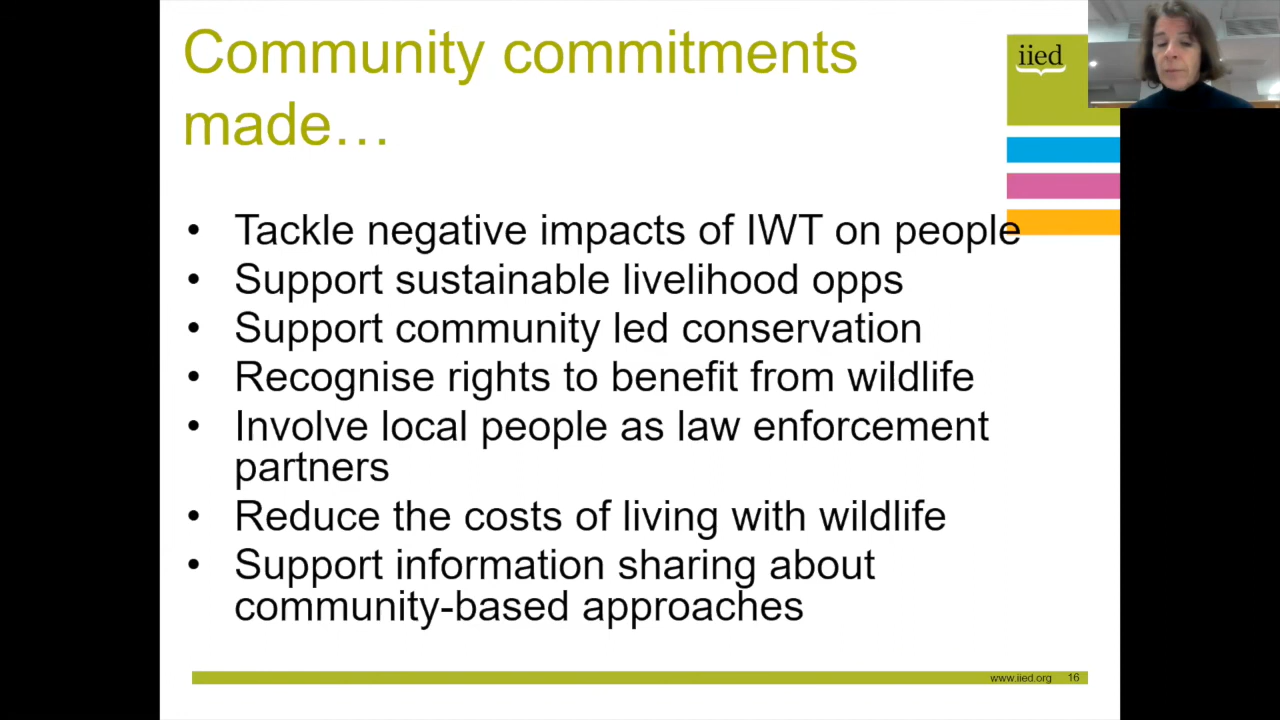 Community commitments
made…
iied
• Tackle negative impacts of IWT on people
• Support sustainable livelihood opps
• Support community led conservation
• Recognise rights to benefit from wildlife
• Involve local people as law enforcement
partners
• Reduce the costs of living with wildlife
• Support information sharing about
community-based approaches
www.iied.org 16